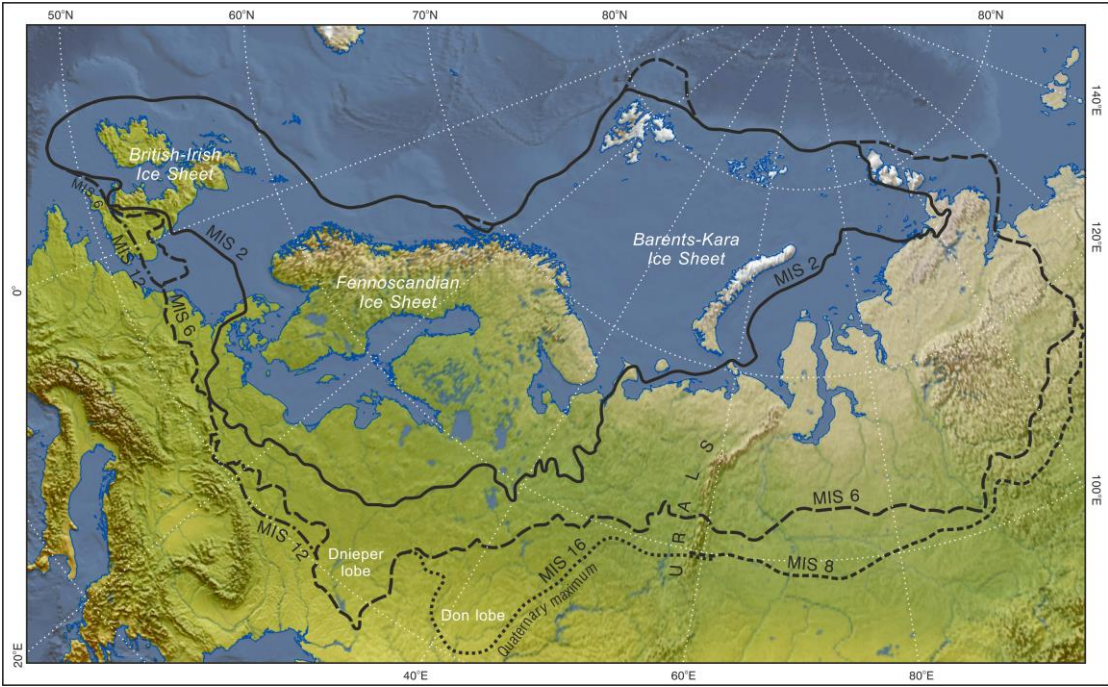 50°N
60°N
70°N
80°N
80°N
140°E
British-Irish
Ice Sheet
MIS 6
MIS 12
MIS 2
MIS 6
0°
Fennoscandian
Ice Sheet
Barents-Kara
Ice Sheet
MIS 2
120°E
URALS
MIS 6
100°E
MIS 12
Dnieper
lobe
MIS 16
MIS 8
Don lobe
Quaternary maximum
20°E
40°E
60°E
80°E